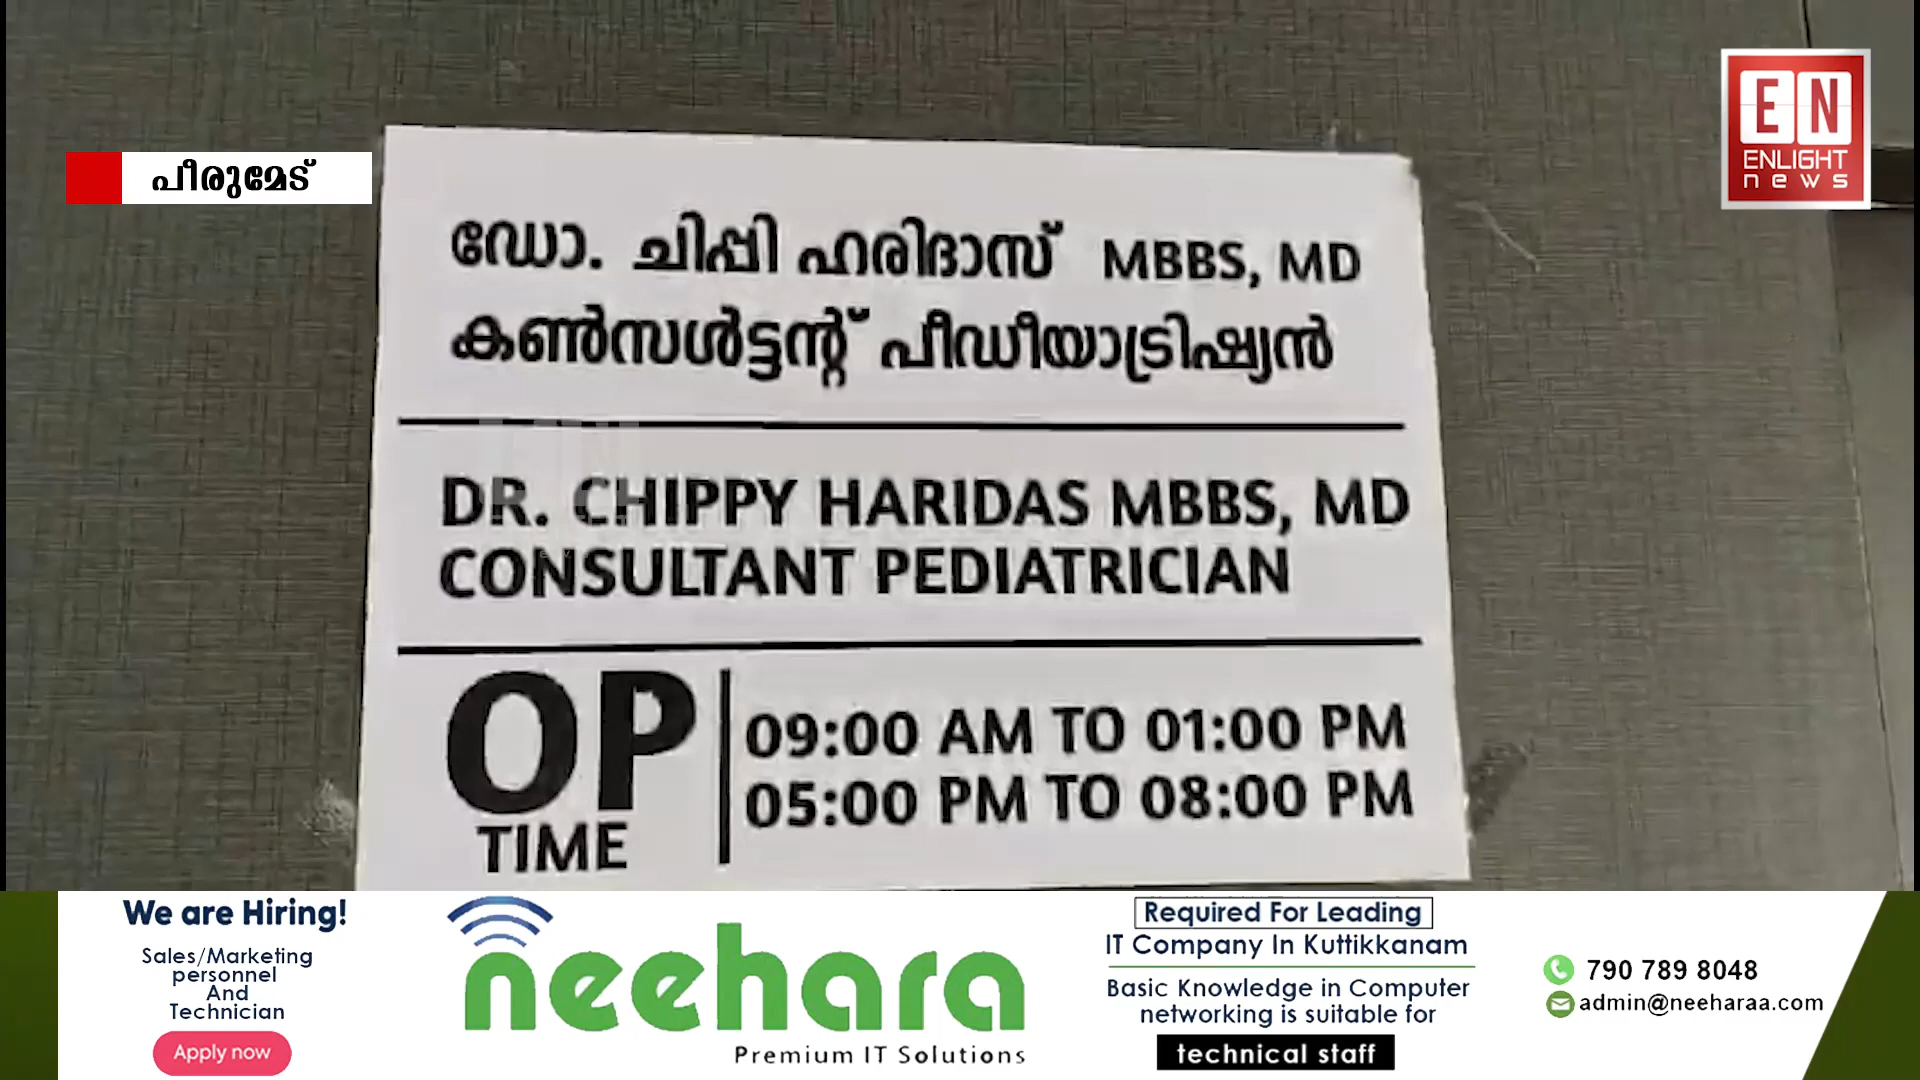 പീരുമേട്
EN
ENLIGHT
news
ഡോ. ചിപ്പി ഹരിദാസ് MBBS, MD
കൺസൾട്ടന്റ് പീഡീയാട്രിഷ്യൻ
DR. CHIPPY HARIDAS MBBS, MD
CONSULTANT PEDIATRICIAN
OP
TIME
09:00 AM TO 01:00 PM
05:00 PM TO 08:00 PM
We are Hiring!
Sales/Marketing
personnel
And
Technician
Apply now
neehara
Premium IT Solutions
Required For Leading
IT Company In Kuttikkanam
Basic Knowledge in Computer
networking is suitable for
technical staff
790 789 8048
admin@neeharaa.com